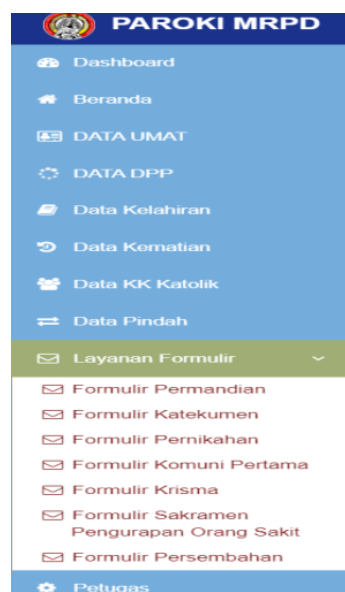 PAROKI MRPD
Dashboard
Beranda
DATA UMAT
DATA DPP
Data Kelahiran
Data Kematian
Data KK Katolik
Data Pindah
Layanan Formulir
Formulir Permandian
Formulir Katekumen
Formulir Pernikahan
Formulir Komuni Pertama
Formulir Krisma
Formulir Sakramen
Pengurapan Orang Sakit
Formulir Persembahan
Petugas